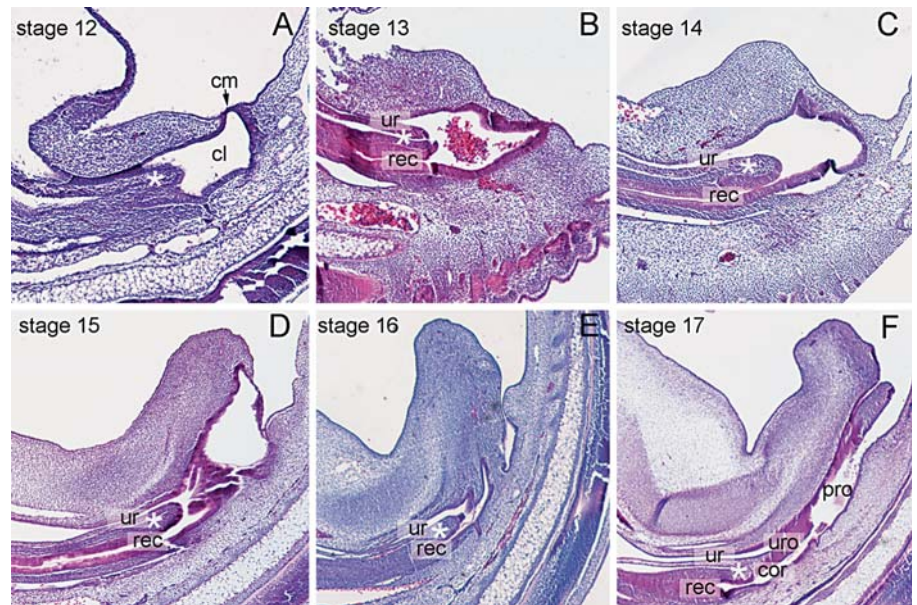 stage 12
A
cm
cl
*
stage 13
B
ur
*
rec
stage 14
C
ur
*
rec
stage 15
D
ur
*
rec
stage 16
E
ur
*
rec
stage 17
F
pro
uro
ur
*
cor
rec